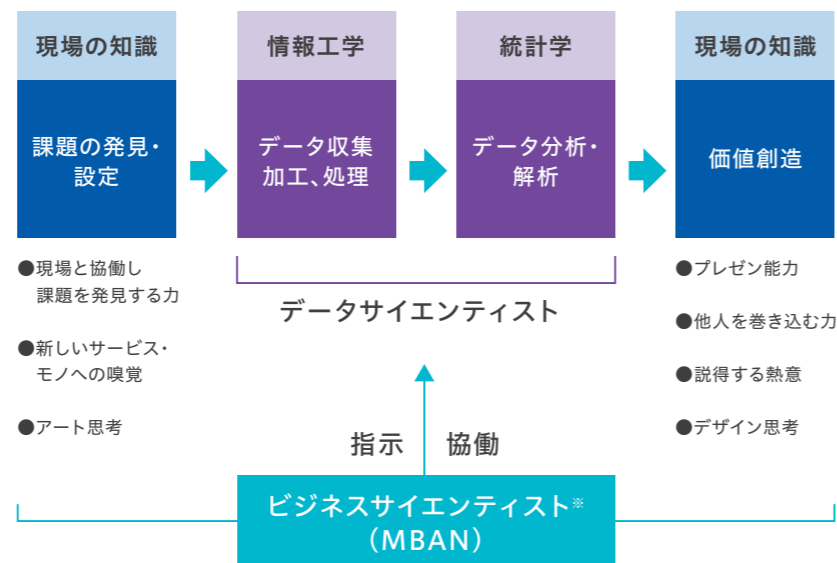 現場の知識
情報工学
統計学
現場の知識
課題の発見・
設定
データ収集
加工、処理
データ分析・
解析
価値創造
●現場と協働し
課題を発見する力
●新しいサービス・
モノへの嗅覚
●アート思考
データサイエンティスト
●プレゼン能力
●他人を巻き込む力
●説得する熱意
●デザイン思考
指示
協働
ビジネスサイエンティスト※
（MBAN）